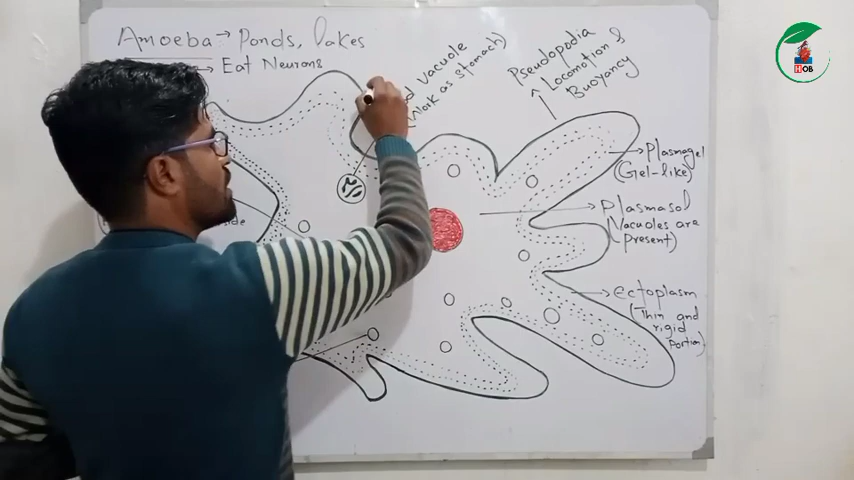 Amoeba → Ponds, lakes
→ Eat Neurons
Vacuole
(Work as stomach)
Pseudopodia
Locomotion &
Buoyancy
Plasmagel
(Gel-like)
Plasmasol
(Vacuoles are
present)
Ectoplasm
(Thin and
rigid
Portion)
HOB